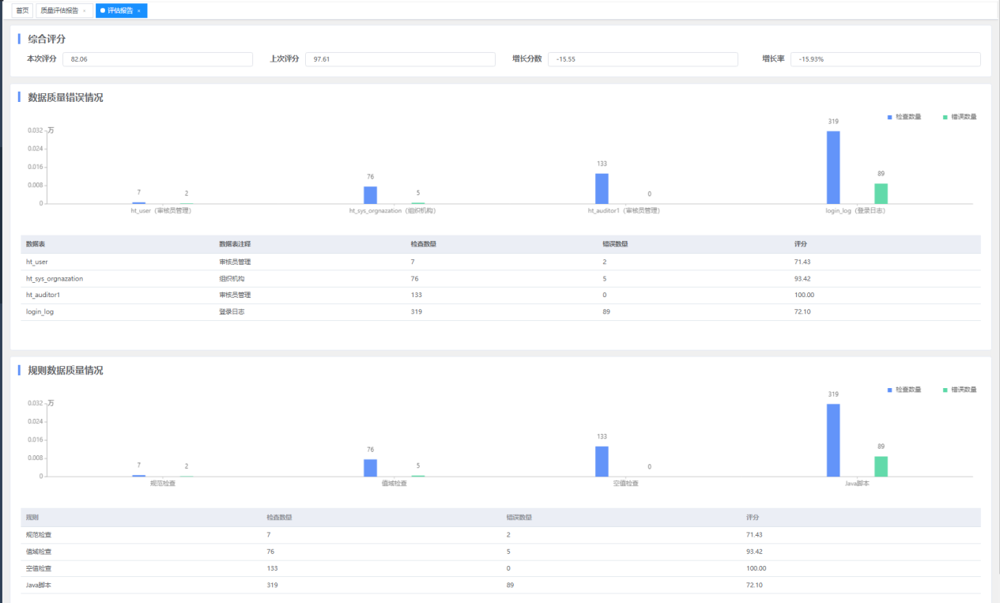 首页 质量评估报告 × 评估报告 ×
综合评分
本次评分 82.06 上次评分 97.61 增长分数 -15.55 增长率 -15.93%
数据质量错误情况
检查数量 错误数量
万
0.032
0.024
0.016
0.008
0
7 2 76 5 133 0 319 89
ht_user（审核员管理） ht_sys_orgnazation（组织机构） ht_auditor1（审核员管理） login_log（登录日志）
数据表 数据表注释 检查数量 错误数量 评分
ht_user 审核员管理 7 2 71.43
ht_sys_orgnazation 组织机构 76 5 93.42
ht_auditor1 审核员管理 133 0 100.00
login_log 登录日志 319 89 72.10
规则数据质量情况
检查数量 错误数量
万
0.032
0.024
0.016
0.008
0
7 2 76 5 133 0 319 89
规范检查 值域检查 空值检查 Java脚本
规则 检查数量 错误数量 评分
规范检查 7 2 71.43
值域检查 76 5 93.42
空值检查 133 0 100.00
Java脚本 319 89 72.10